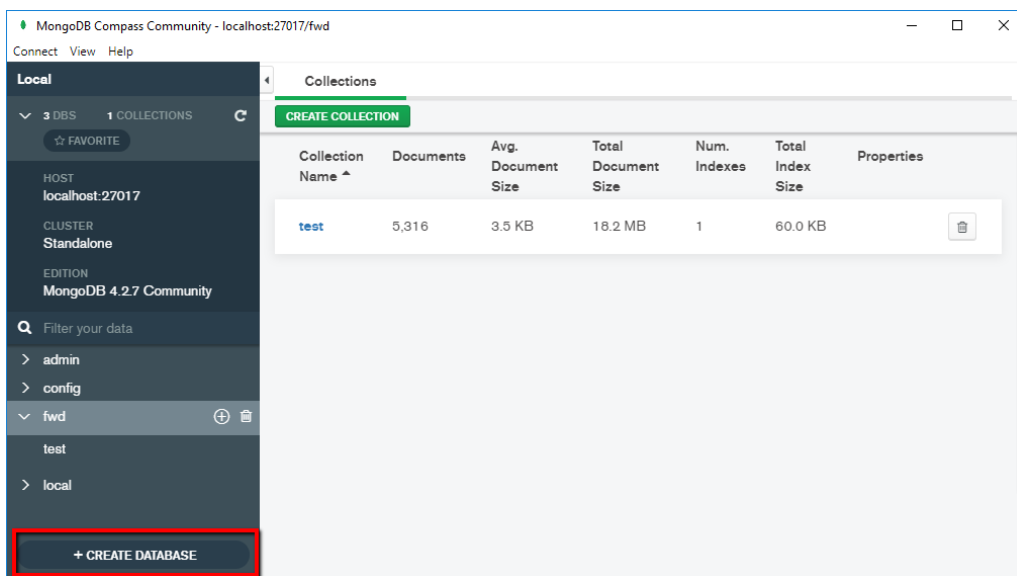 MongoDB Compass Community - localhost:27017/fwd
Connect View Help
Local
Collections
3 DBS 1 COLLECTIONS
FAVORITE
CREATE COLLECTION
HOST
localhost:27017
CLUSTER
Standalone
EDITION
MongoDB 4.2.7 Community
Filter your data
admin
config
fwd
test
local
+ CREATE DATABASE
Collection Name
Documents
Avg. Document Size
Total Document Size
Num. Indexes
Total Index Size
Properties
test 5,316 3.5 KB 18.2 MB 1 60.0 KB